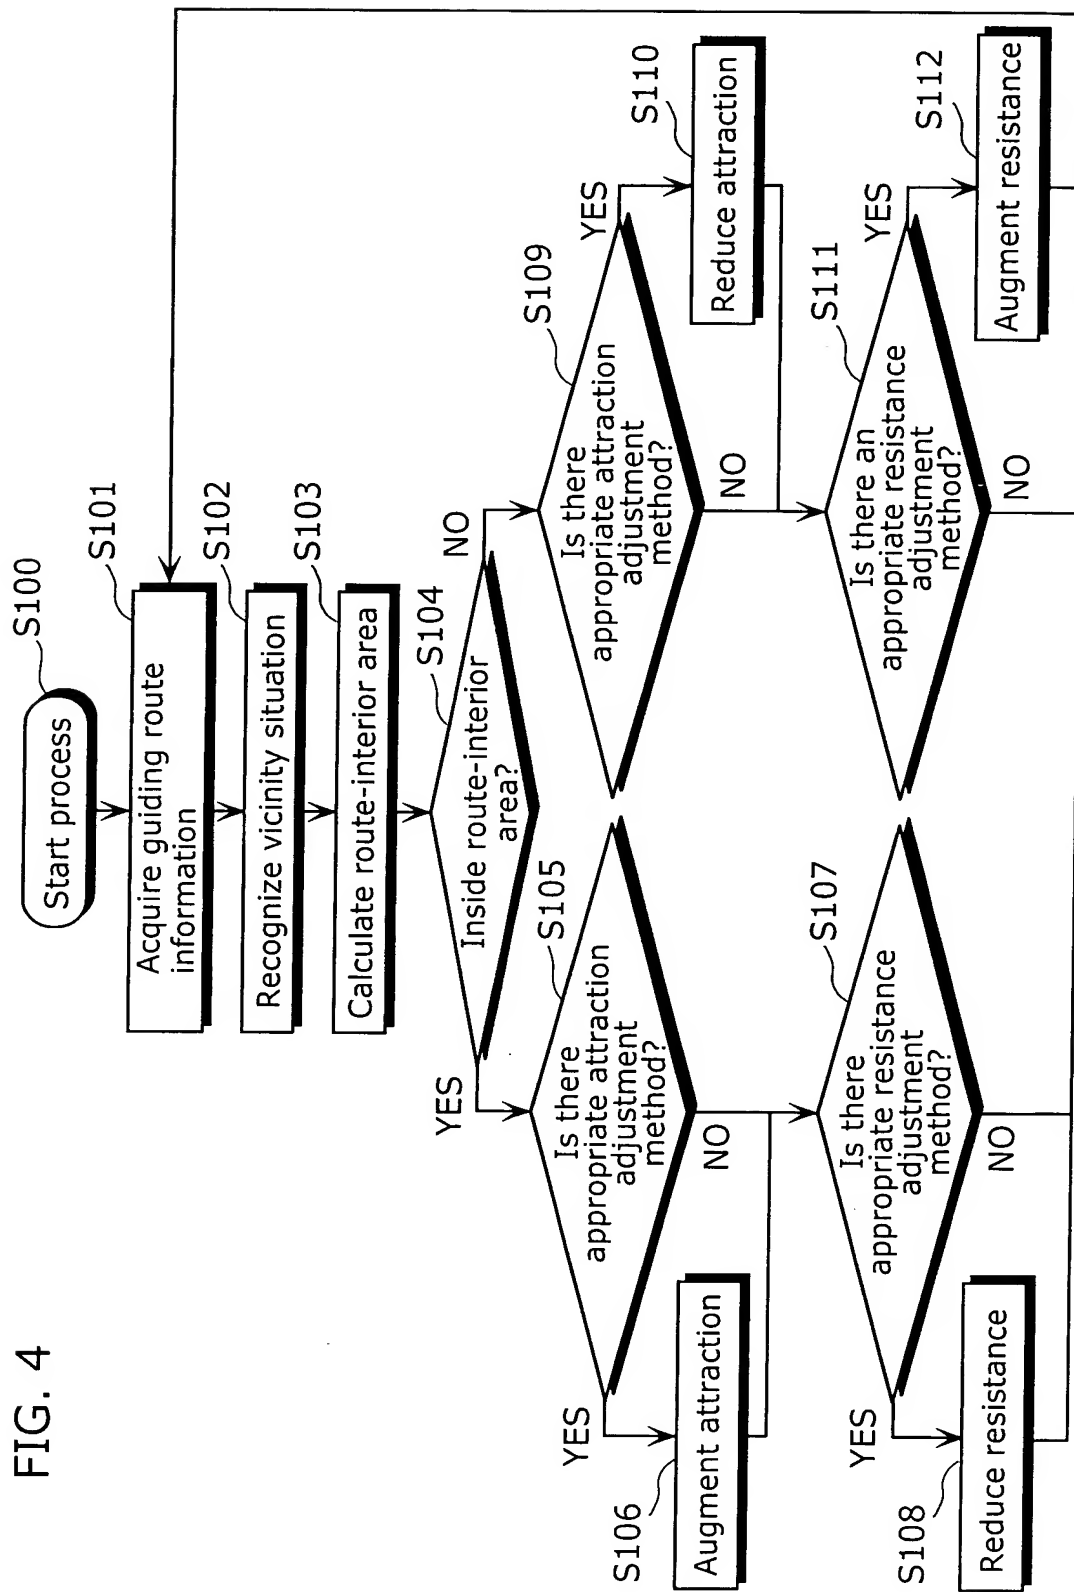 FIG. 4
Start process
S100
Acquire guiding route
information
S101
Recognize vicinity situation
S102
Calculate route-interior area
S103
Inside route-interior
area?
S104
YES
NO
Is there
appropriate attraction
adjustment
method?
S105
YES
NO
S106
Augment attraction
Is there
appropriate resistance
adjustment
method?
S107
YES
NO
S108
Reduce resistance
Is there
appropriate attraction
adjustment
method?
S109
YES
NO
S110
Reduce attraction
Is there an
appropriate resistance
adjustment
method?
S111
YES
NO
S112
Augment resistance